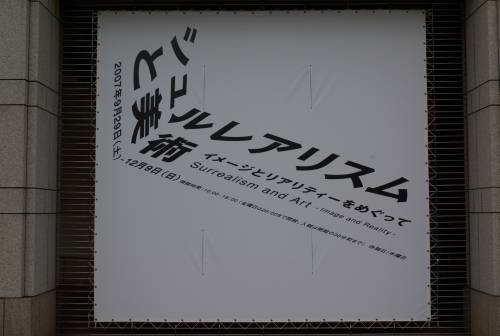 シュルレアリスム
と美術
イメージとリアリティーをめぐって
Surrealism and Art - Image and Reality -
2007年9月29日(土)-12月9日(日)